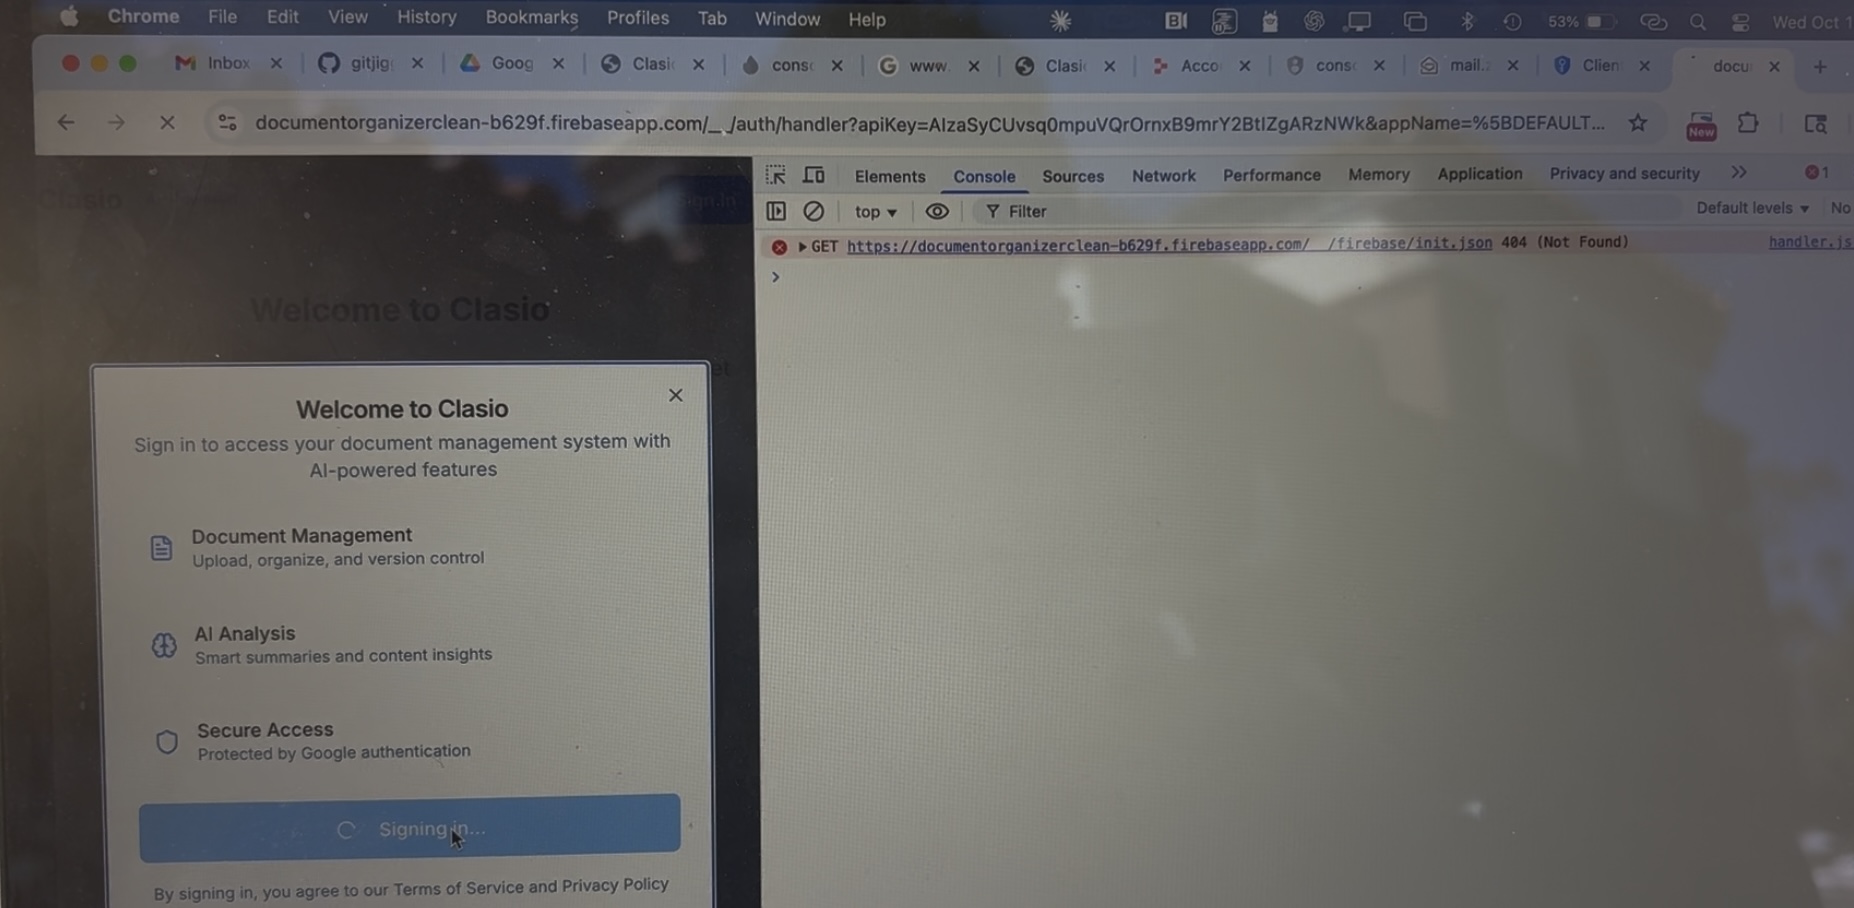 Chrome File Edit View History Bookmarks Profiles Tab Window Help 53% Wed Oct 1
Inbox gitjig Goog Clasi cons www. Clasi Acco cons mail. Clien docu
documentorganizerclean-b629f.firebaseapp.com/__/auth/handler?apiKey=AIzaSyCUvsq0mpuVQrOrnxB9mrY2BtIZgARzNWk&appName=%5BDEFAULT...
New
Elements Console Sources Network Performance Memory Application Privacy and security 1
top Filter Default levels No
GET https://documentorganizerclean-b629f.firebaseapp.com/__/firebase/init.json 404 (Not Found) handler.js
Clasio Sign In
Welcome to Clasio
Welcome to Clasio
Sign in to access your document management system with
AI-powered features
Document Management
Upload, organize, and version control
AI Analysis
Smart summaries and content insights
Secure Access
Protected by Google authentication
Signing in...
By signing in, you agree to our Terms of Service and Privacy Policy